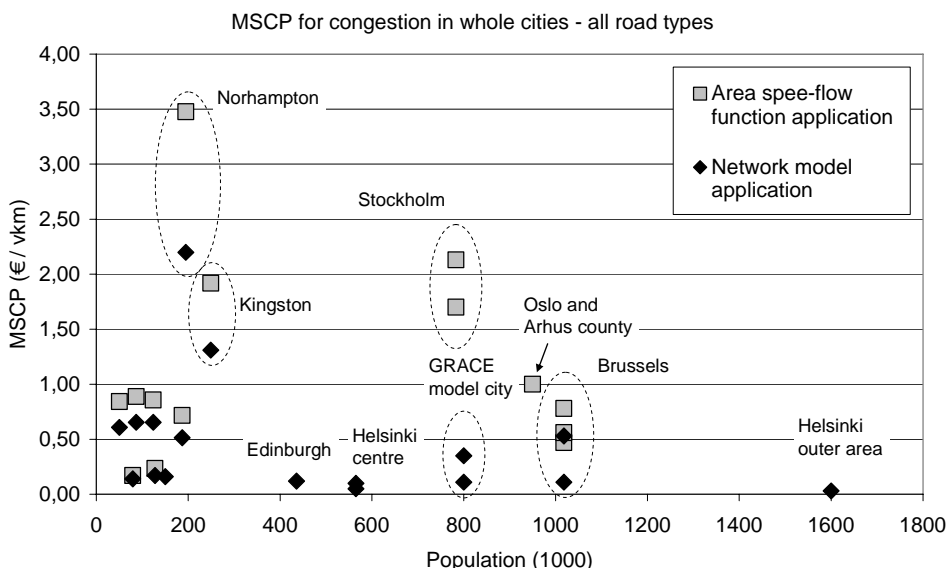 MSCP for congestion in whole cities - all road types
4,00
3,50
3,00
2,50
2,00
1,50
1,00
0,50
0,00
MSCP (€/ vkm)
Norhampton
Area spee-flow
function application
Network model
application
Stockholm
Kingston
Oslo and
Arhus county
GRACE
model city
Brussels
Edinburgh
Helsinki
centre
Helsinki
outer area
0 200 400 600 800 1000 1200 1400 1600 1800
Population (1000)